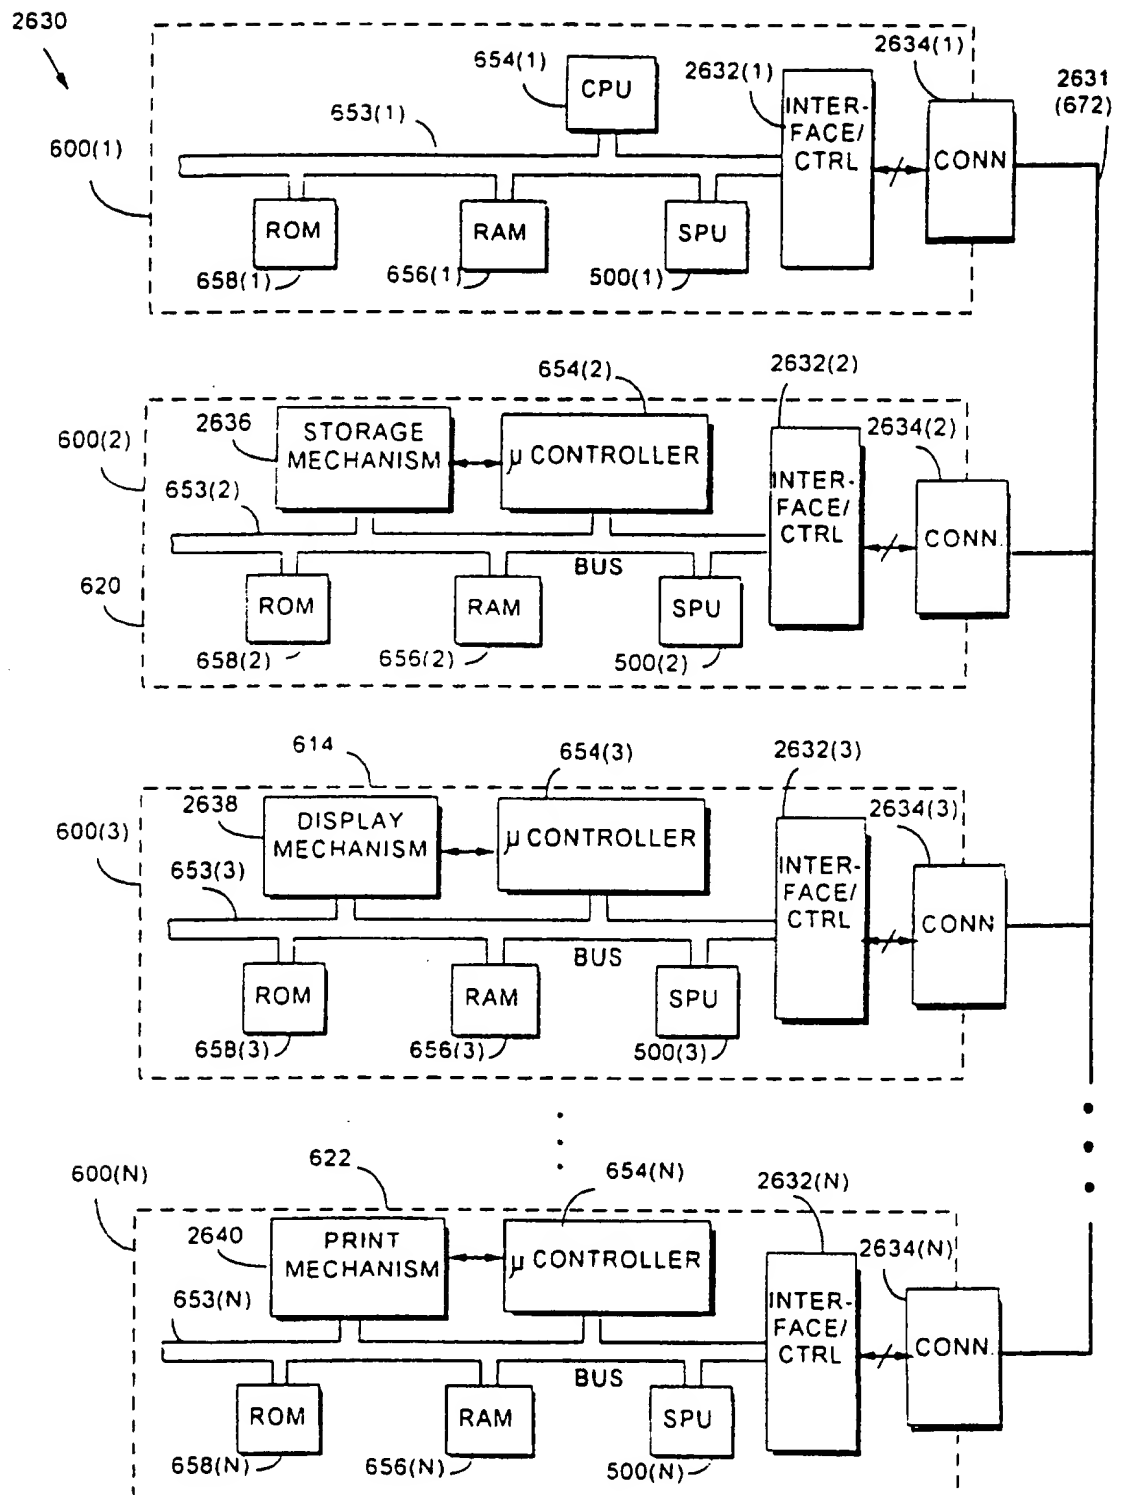 2630
600(1)
653(1)
654(1)
CPU
2632(1)
INTER-
FACE/
CTRL
2634(1)
CONN
2631
(672)
ROM
658(1)
RAM
656(1)
SPU
500(1)
600(2)
2636
STORAGE
MECHANISM
654(2)
µ CONTROLLER
2632(2)
INTER-
FACE/
CTRL
2634(2)
CONN.
653(2)
BUS
620
ROM
658(2)
RAM
656(2)
SPU
500(2)
614
600(3)
2638
DISPLAY
MECHANISM
654(3)
µ CONTROLLER
2632(3)
INTER-
FACE/
CTRL
2634(3)
CONN
653(3)
BUS
ROM
658(3)
RAM
656(3)
SPU
500(3)
622
600(N)
2640
PRINT
MECHANISM
654(N)
µ CONTROLLER
2632(N)
INTER-
FACE/
CTRL
2634(N)
CONN.
653(N)
BUS
ROM
658(N)
RAM
656(N)
SPU
500(N)